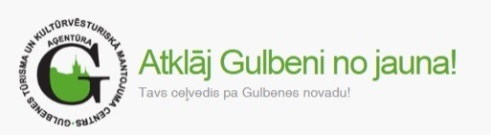 GULBENES TŪRISMA UN KULTŪRVĒSTURISKĀ MANTOJUMA CENTRS
AĢENTŪRA
G
Atklāj Gulbeni no jauna!
Tavs ceļvedis pa Gulbenes novadu!